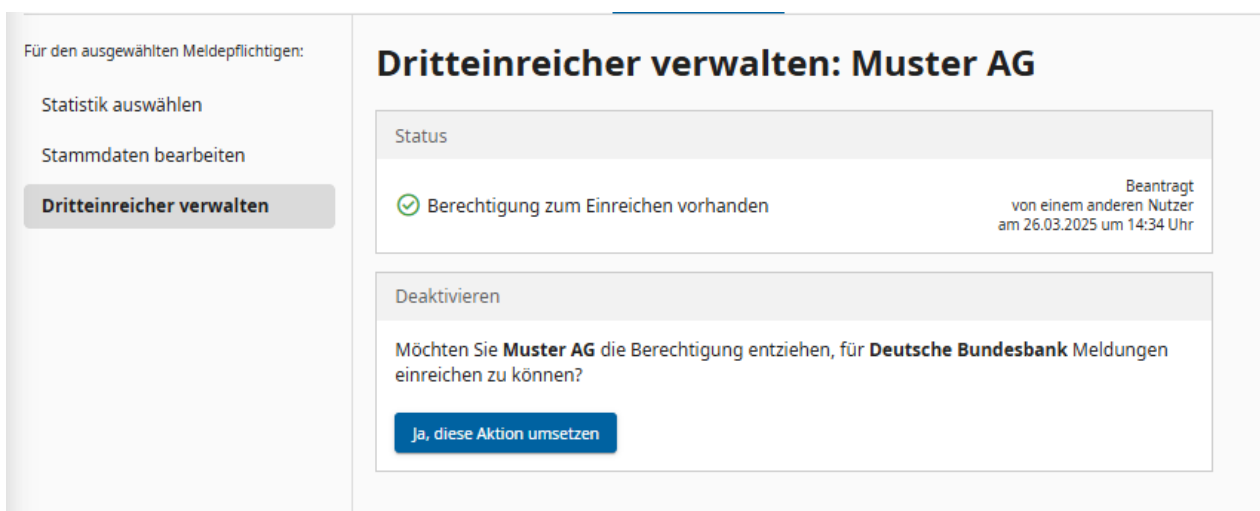 Für den ausgewählten Meldepflichtigen:
Statistik auswählen
Stammdaten bearbeiten
Dritteinreicher verwalten
Dritteinreicher verwalten: Muster AG
Status
Berechtigung zum Einreichen vorhanden
Beantragt
von einem anderen Nutzer
am 26.03.2025 um 14:34 Uhr
Deaktivieren
Möchten Sie Muster AG die Berechtigung entziehen, für Deutsche Bundesbank Meldungen
einreichen zu können?
Ja, diese Aktion umsetzen